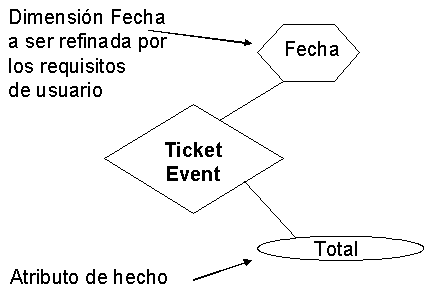 Dimensión Fecha
a ser refinada por
los requisitos
de usuario
Fecha
Ticket
Event
Total
Atributo de hecho